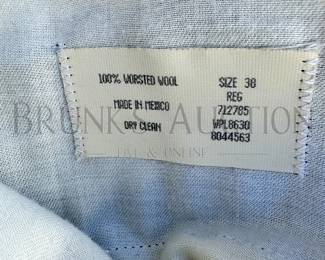 100% WORSTED WOOL
MADE IN MEXICO
DRY CLEAN
SIZE 38
REG
712785
WPL8630
8044563
BRUNK AUCTIONS
LIVE & ONLINE